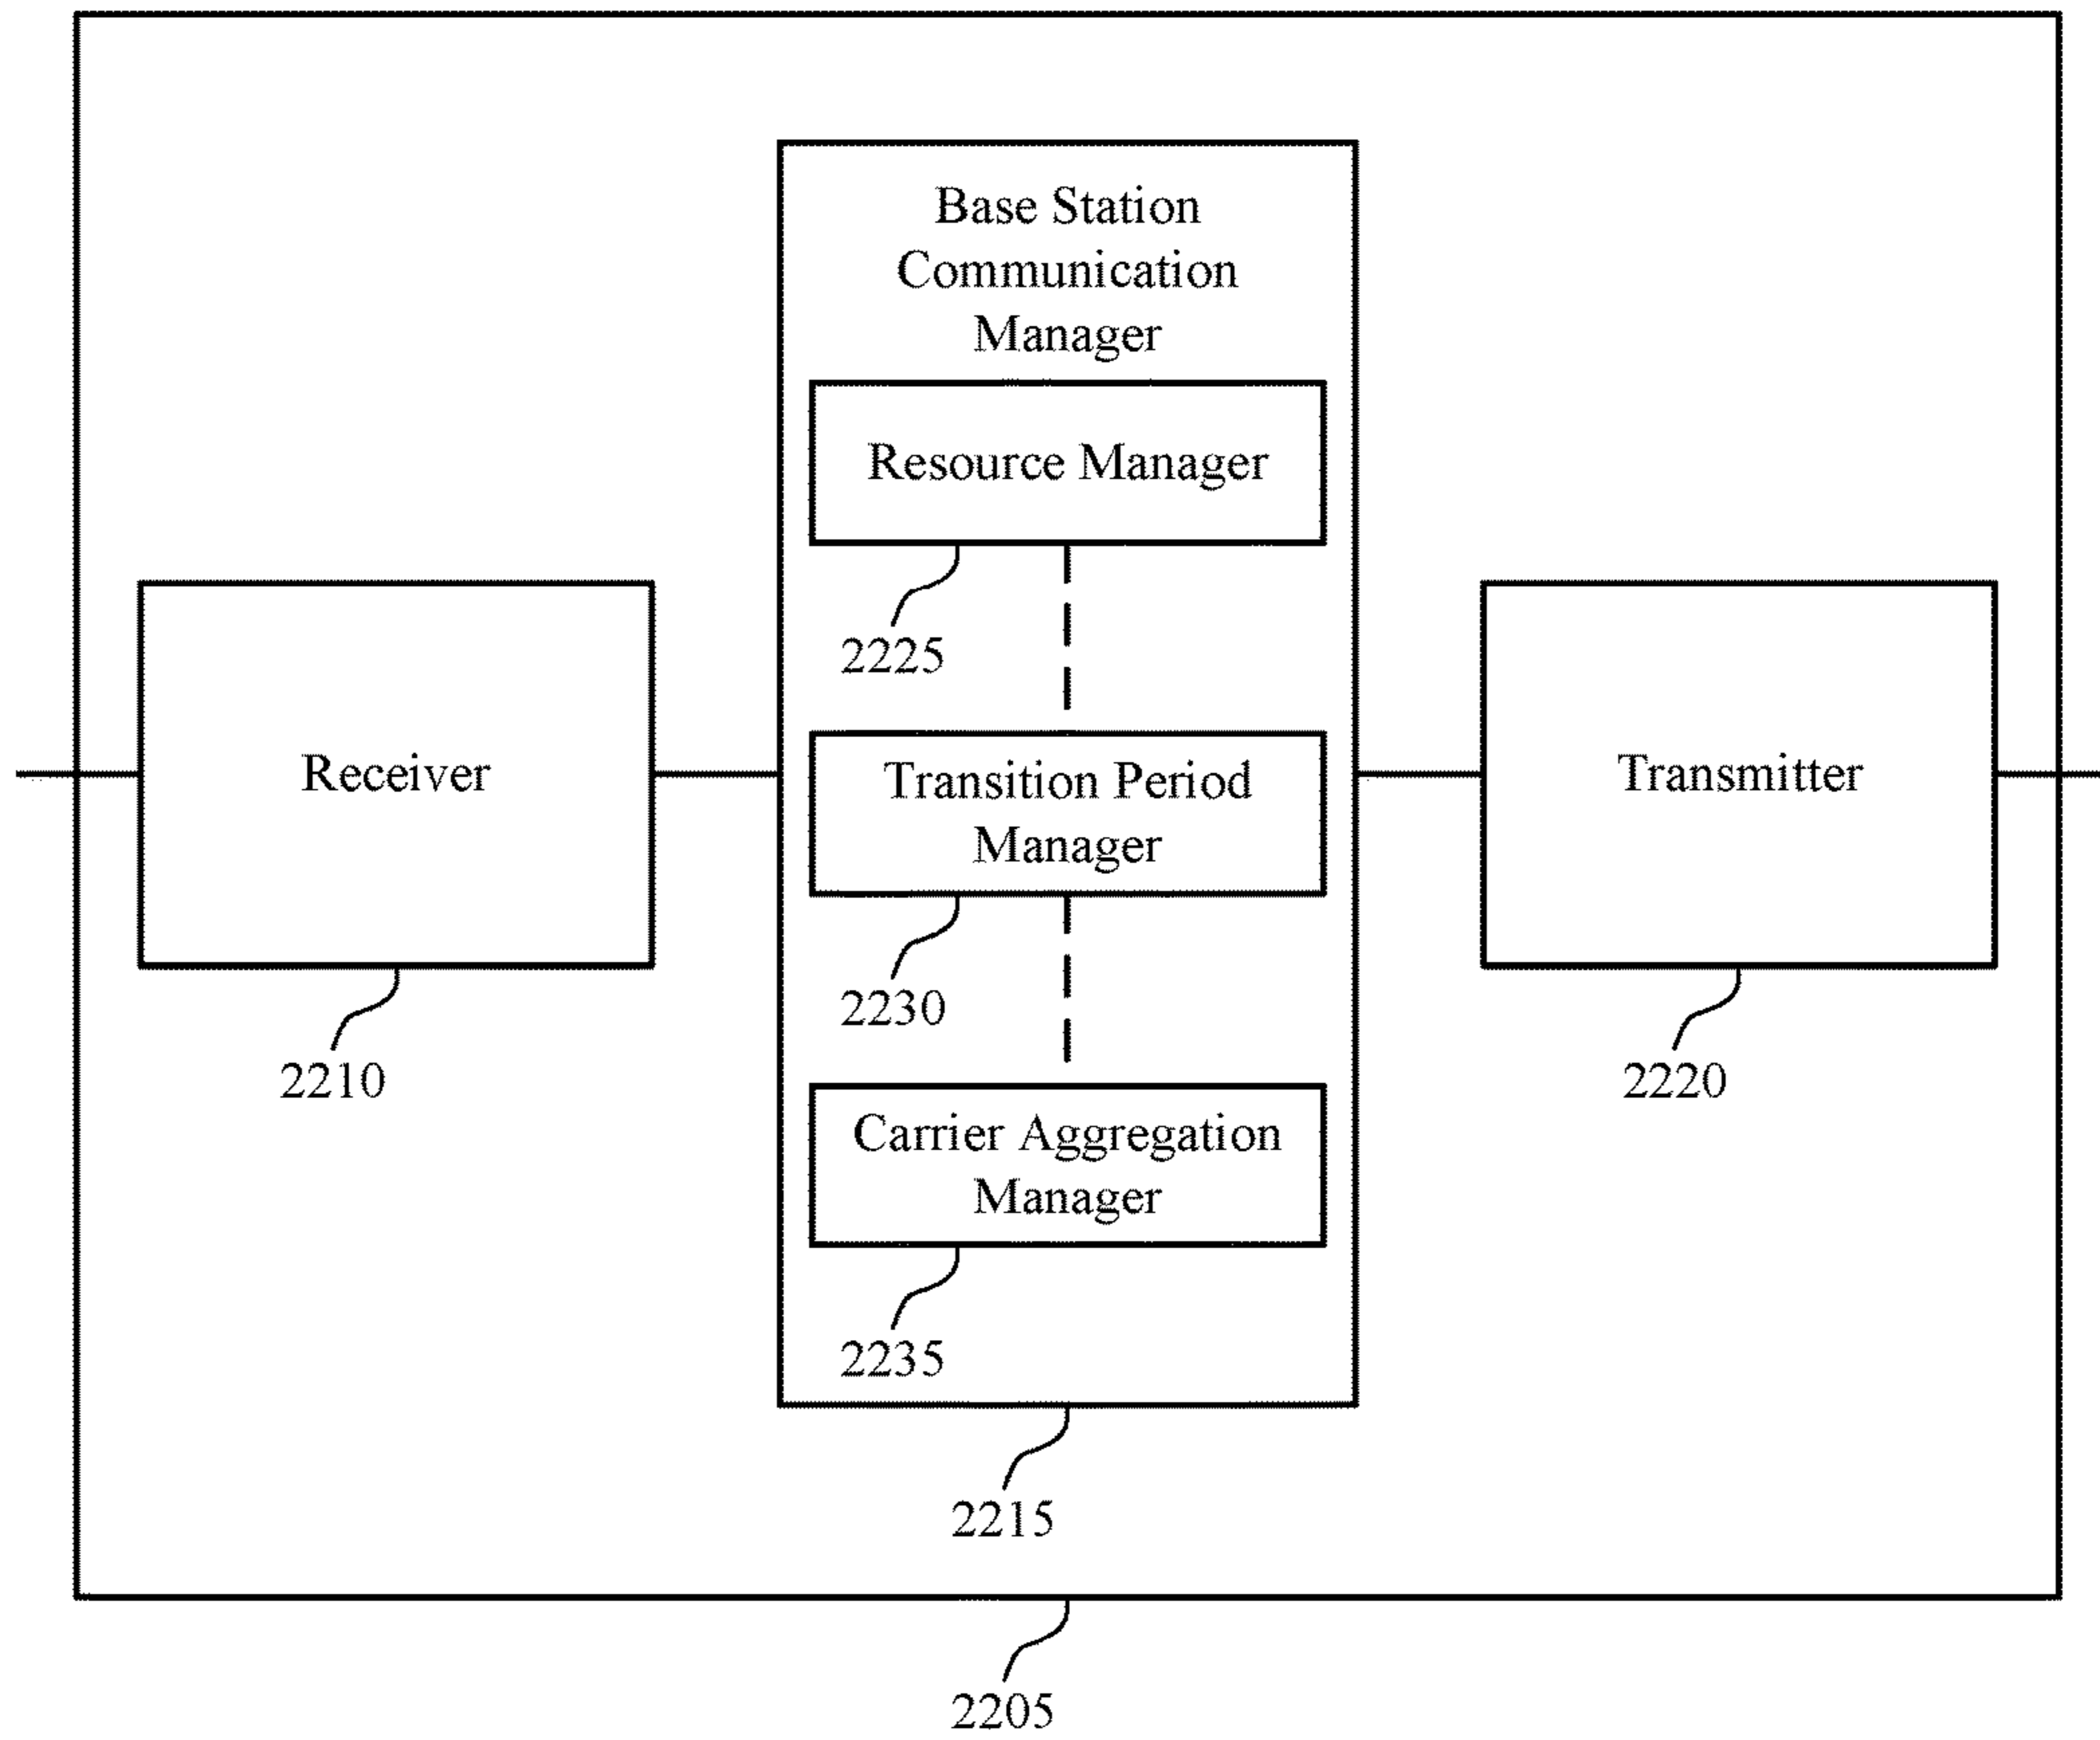 Base Station
Communication
Manager
Resource Manager
2225
Receiver
2210
Transition Period
Manager
2230
Transmitter
2220
Carrier Aggregation
Manager
2235
2215
2205